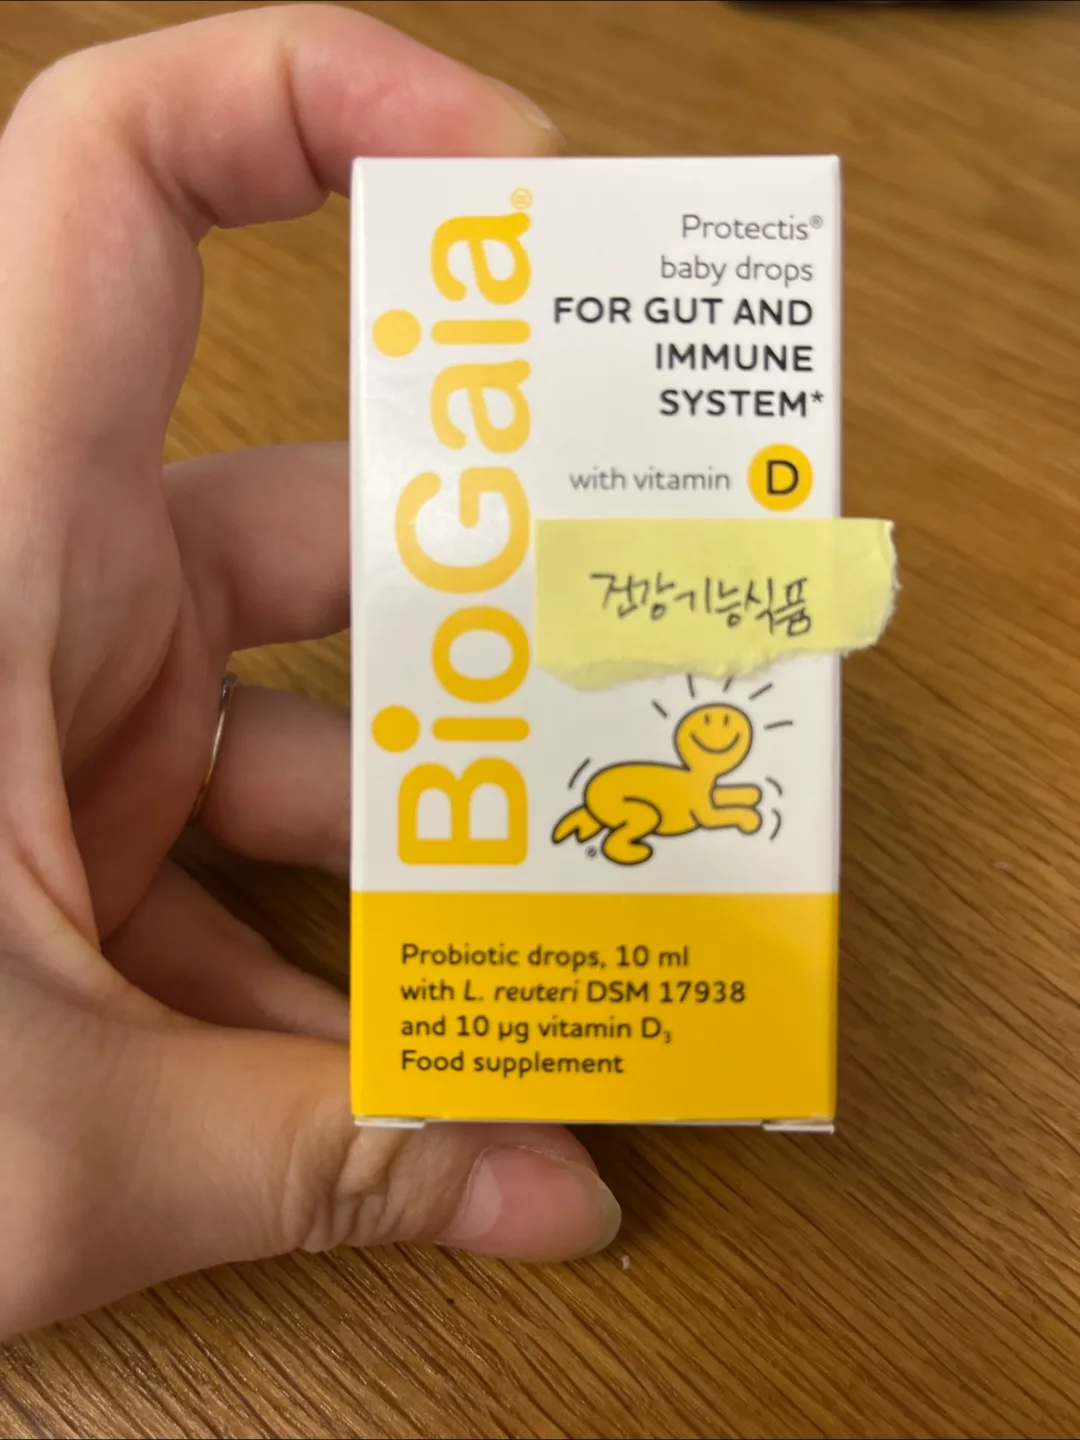 BioGaia®
Protectis®
baby drops
FOR GUT AND
IMMUNE
SYSTEM*
with vitamin D
건강기능식품
Probiotic drops, 10 ml
with L. reuteri DSM 17938
and 10 µg vitamin D₃
Food supplement